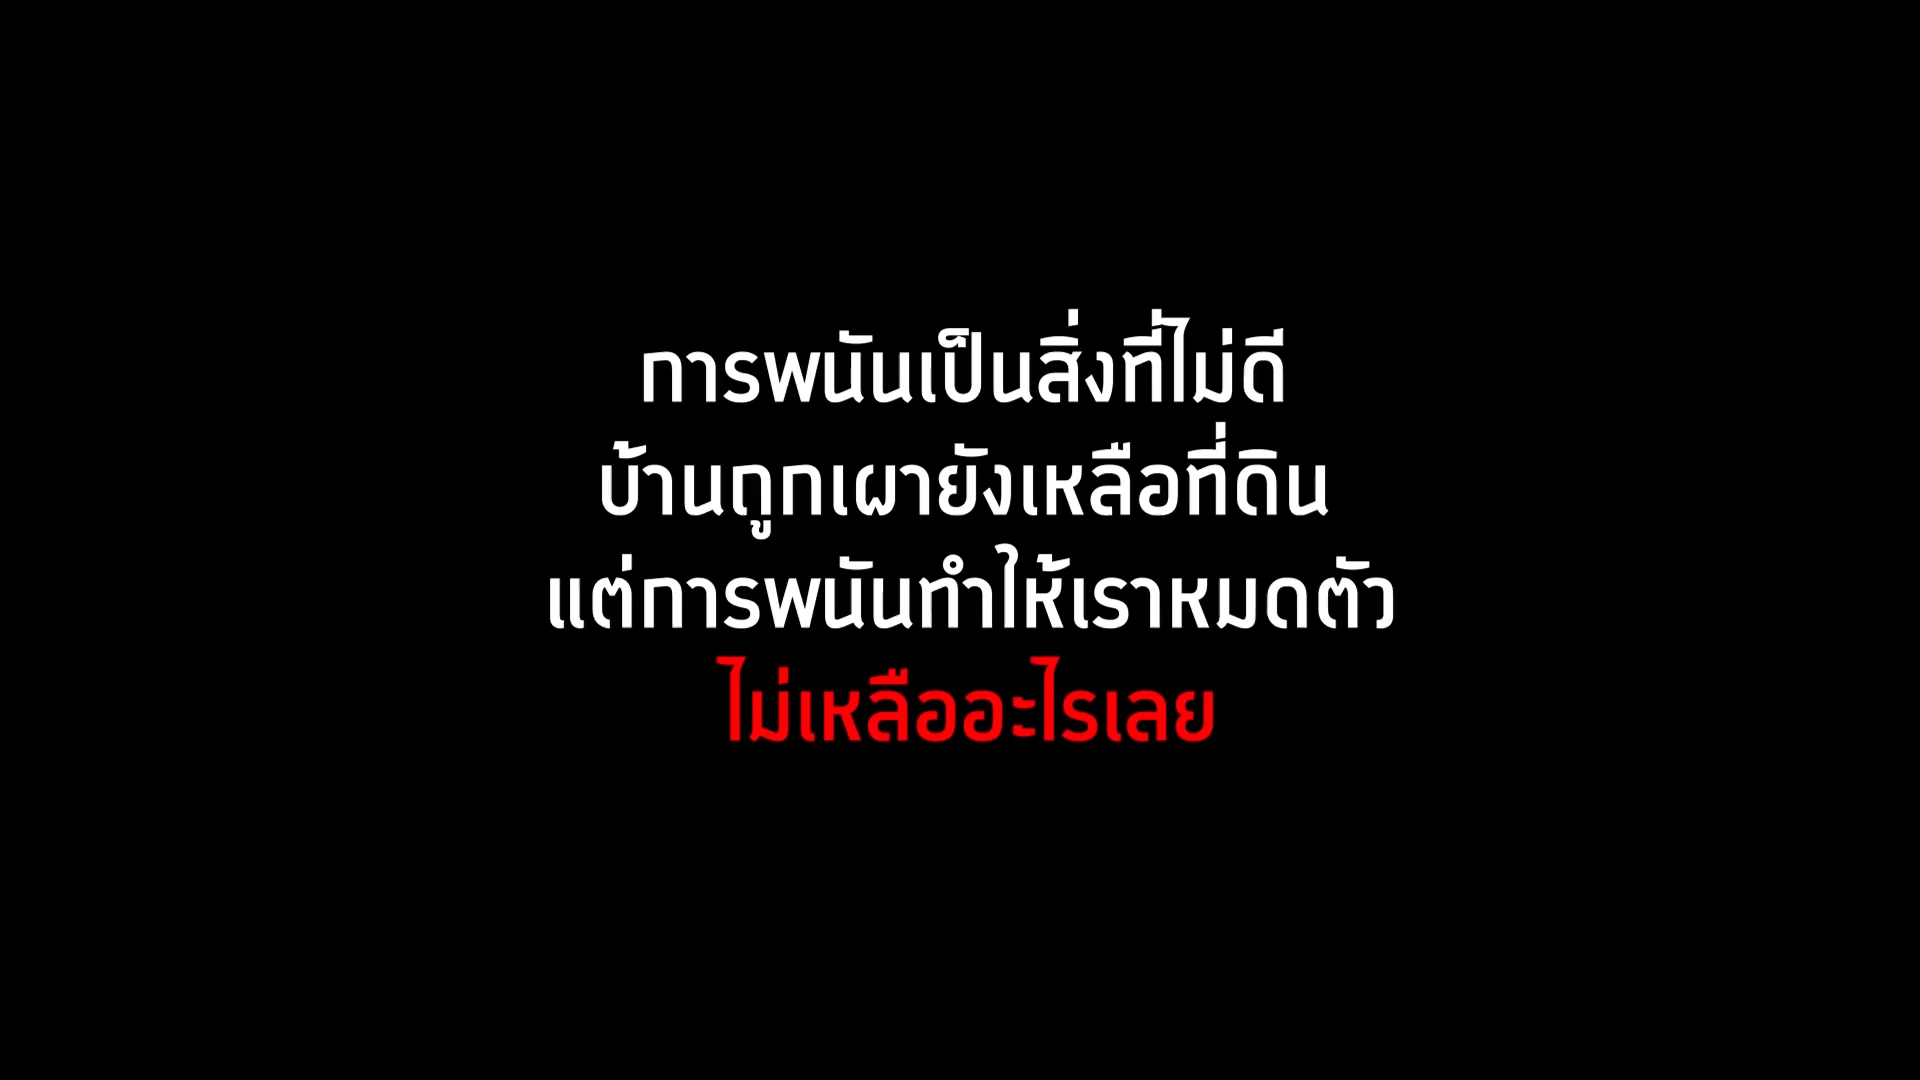 การพนันเป็นสิ่งที่ไม่ดี
บ้านถูกเผายังเหลือที่ดิน
แต่การพนันทำให้เราหมดตัว
ไม่เหลืออะไรเลย